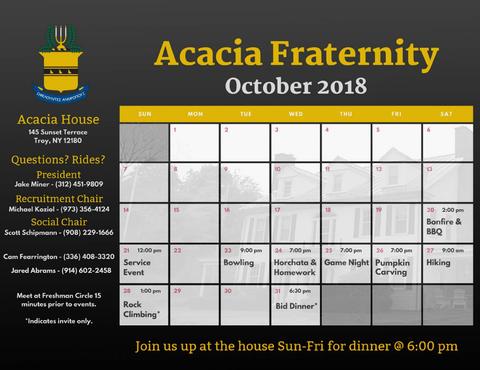 Acacia Fraternity
October 2018
ΩΦΕΛΟΥΝΤΕΣ ΑΝΘΡΩΠΟΥΣ
Acacia House
145 Sunset Terrace
Troy, NY 12180
Questions? Rides?
President
Jake Miner - (312) 451-9809
Recruitment Chair
Michael Koziol - (973) 356-4124
Social Chair
Scott Schipmann - (908) 229-1666
Cam Fearrington - (336) 408-3320
Jared Abrams - (914) 602-2458
Meet at Freshman Circle 15
minutes prior to events.
*Indicates invite only.
SUN MON TUE WED THU FRI SAT
1 2 3 4 5 6
7 8 9 10 11 12 13
14 15 16 17 18 19 20 2:00 pm
Bonfire &
BBQ
21 12:00 pm 22 23 9:00 pm 24 7:00 pm 25 7:00 pm 26 7:00 pm 27 9:00 am
Service Bowling Horchata & Game Night Pumpkin Hiking
Event Homework Carving
28 1:00 pm 29 30 31 6:30 pm
Rock Bid Dinner*
Climbing*
Join us up at the house Sun-Fri for dinner @ 6:00 pm